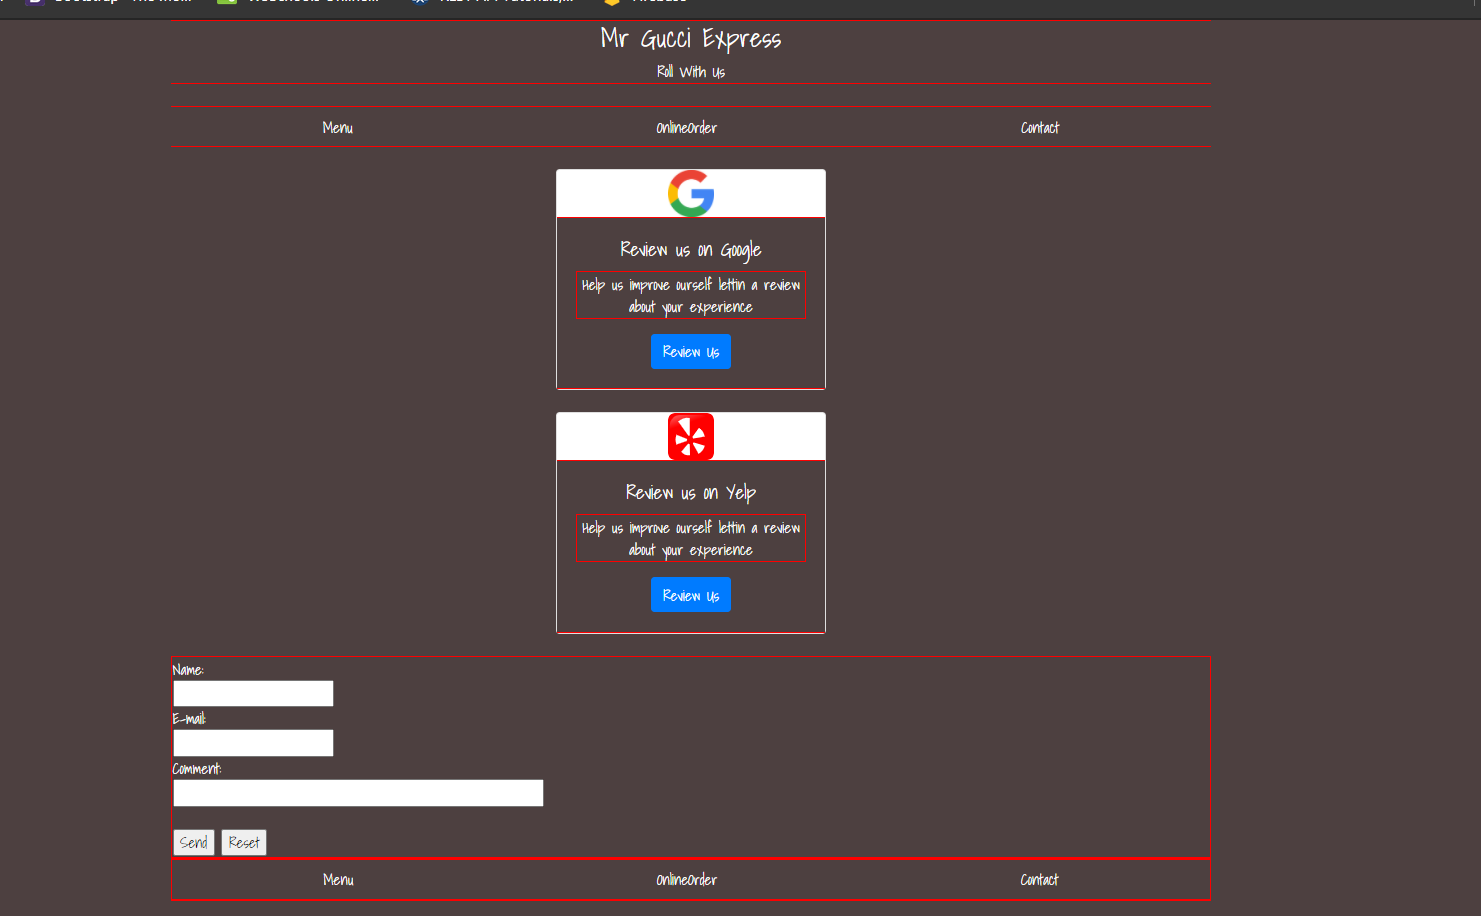 Mr Gucci Express
Roll With Us
Menu OnlineOrder Contact
Review us on Google
Help us improve ourself lettin a review
about your experience
Review Us
Review us on Yelp
Help us improve ourself lettin a review
about your experience
Review Us
Name:
E-mail:
Comment:
Send Reset
Menu OnlineOrder Contact